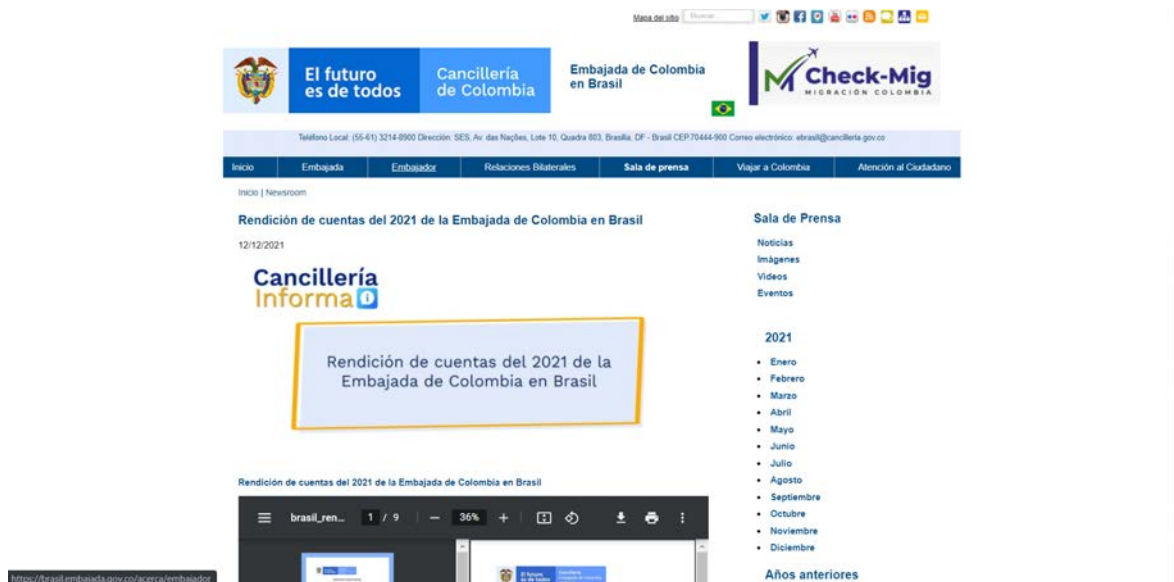 Mapa del sitio
Buscar...
El futuro
es de todos
Cancillería
de Colombia
Embajada de Colombia
en Brasil
Check-Mig
MIGRACIÓN COLOMBIA
Teléfono Local: (55-61) 3214-8900 Dirección: SES, Av. das Nações, Lote 10, Quadra 803, Brasilia, DF - Brasil CEP:70444-900 Correo electrónico: ebrasil@cancilleria.gov.co
Inicio Embajada Embajador Relaciones Bilaterales Sala de prensa Viajar a Colombia Atención al Ciudadano
Inicio | Newsroom
Rendición de cuentas del 2021 de la Embajada de Colombia en Brasil
12/12/2021
Cancillería
Informa
Rendición de cuentas del 2021 de la
Embajada de Colombia en Brasil
Rendición de cuentas del 2021 de la Embajada de Colombia en Brasil
brasil_ren... 1 / 9 — 36% +
El futuro
es de todos
Sala de Prensa
Noticias
Imágenes
Videos
Eventos
2021
Enero
Febrero
Marzo
Abril
Mayo
Junio
Julio
Agosto
Septiembre
Octubre
Noviembre
Diciembre
Años anteriores
https://brasil.embajada.gov.co/acerca/embajador